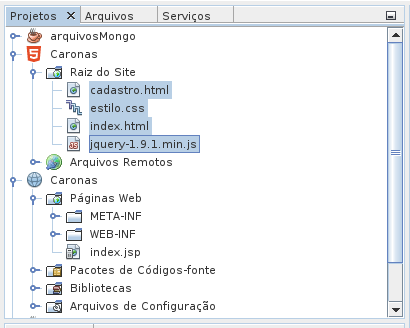 Projetos Arquivos Serviços
arquivosMongo
Caronas
Raiz do Site
cadastro.html
estilo.css
index.html
jquery-1.9.1.min.js
Arquivos Remotos
Caronas
Páginas Web
META-INF
WEB-INF
index.jsp
Pacotes de Códigos-fonte
Bibliotecas
Arquivos de Configuração